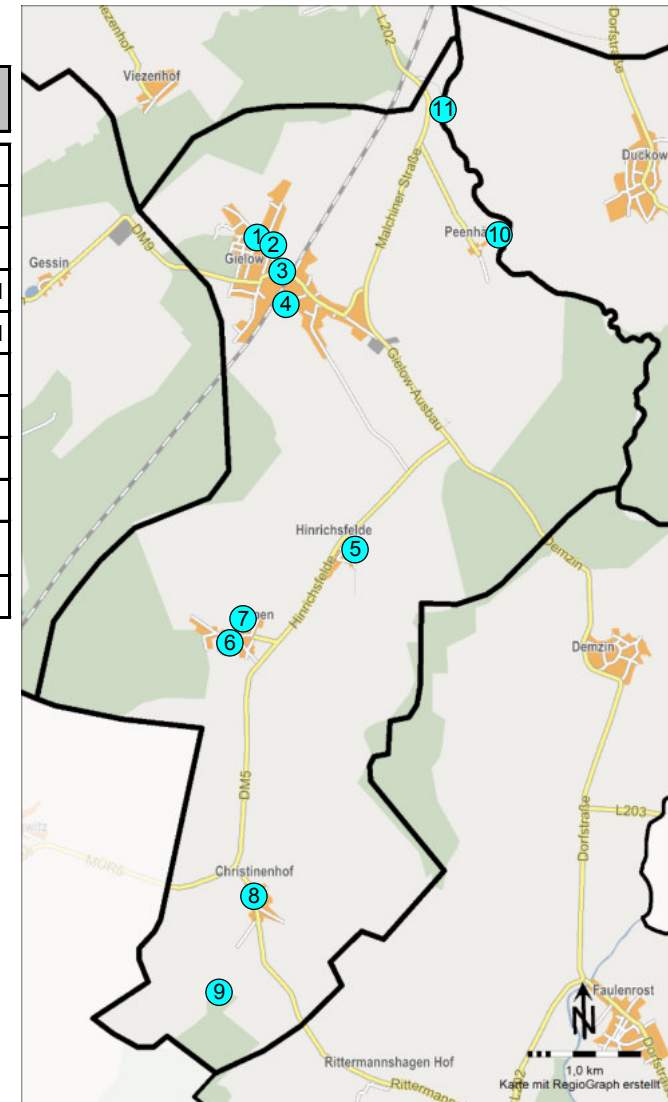 L202
Dorfstraße
Viezenhof
11
Malchiner Straße
Duckow
DM9
1
2
Gielow
Peenhä
10
Gessin
3
4
Gielow-Ausbau
Hinrichsfelde
5
Demzin
Hinrichsfelde
7
6
Demzin
DM5
Dorfstraße
L203
MÜR5
Christinenhof
8
9
Faulenrost
N
L202
Dorfstraße
Rittermannshagen Hof
1,0 km
Karte mit RegioGraph erstellt